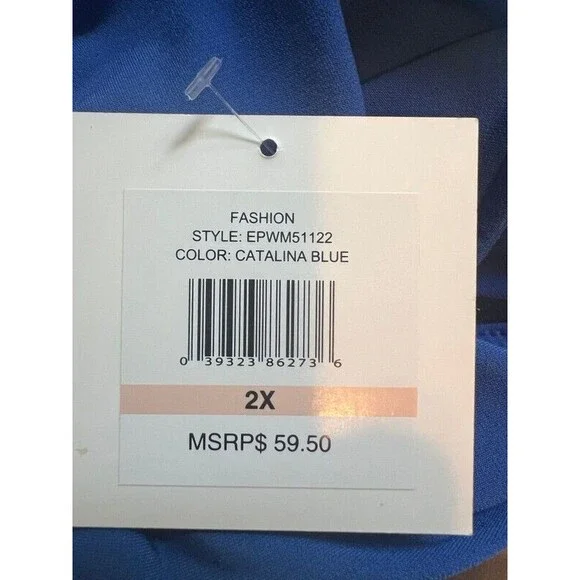 FASHION
STYLE: EPWM51122
COLOR: CATALINA BLUE
0 39323 86273 6
2X
MSRP$ 59.50